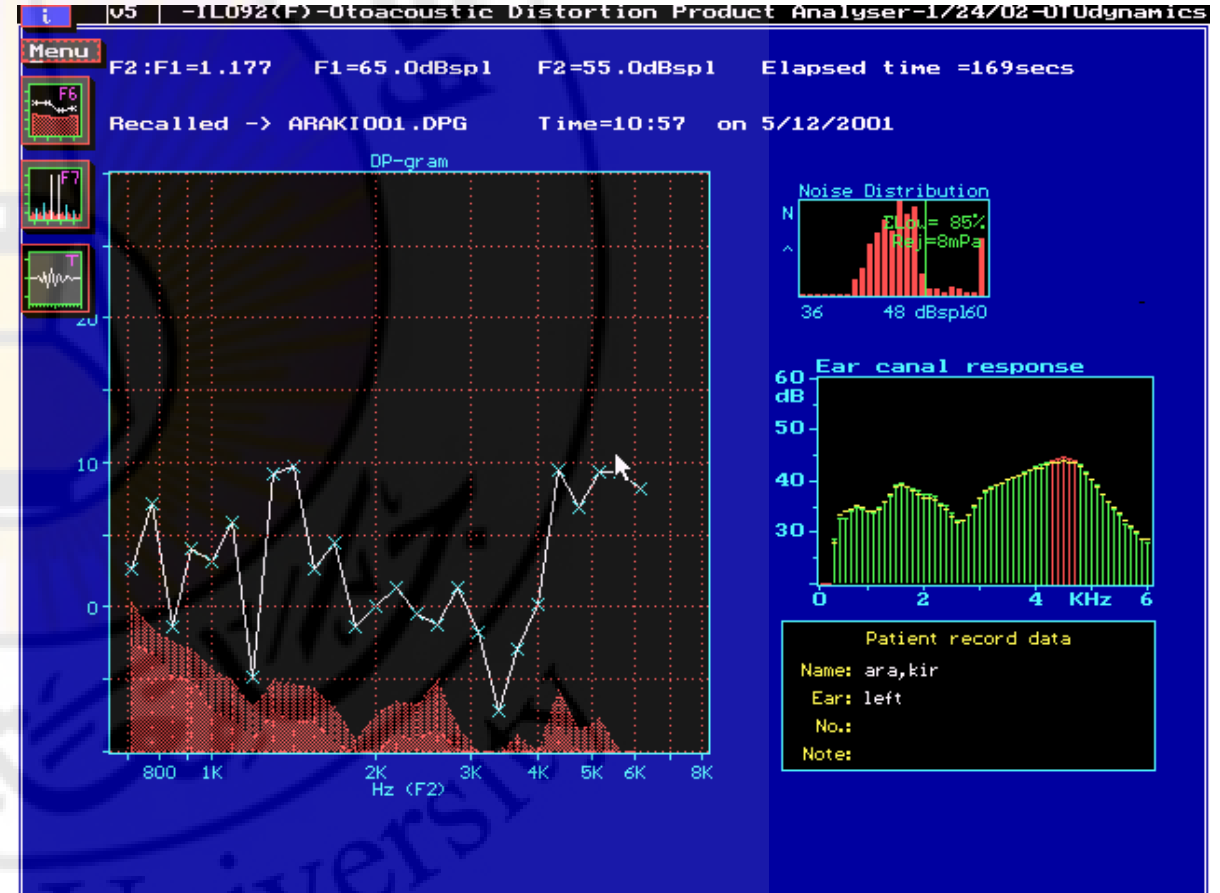 i v5 -ILO92(F)-Otoacoustic Distortion Product Analyser-1/24/02-OTOdynamics
Menu
F2:F1=1.177 F1=65.0dBspl F2=55.0dBspl Elapsed time =169secs
F6
Recalled -> ARAKI001.DPG Time=10:57 on 5/12/2001
DP-gram
F7
T
20
10
0
800 1K 2K 3K 4K 5K 6K 8K
Hz (F2)
Noise Distribution
N
^
ΣLow= 85%
Rej=8mPa
36 48 dBspl60
Ear canal response
60
dB
50
40
30
0 2 4 KHz 6
Patient record data
Name: ara,kir
Ear: left
No.:
Note: